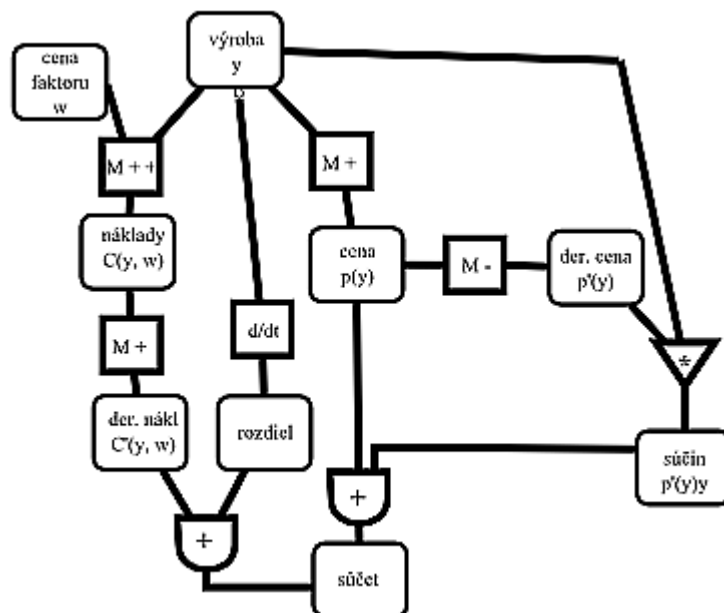 výroba
y
cena
faktoru
w
M + +
M +
náklady
C(y, w)
cena
p(y)
M -
der. cena
p'(y)
M +
d/dt
*
der. nákl
C'(y, w)
rozdiel
súčin
p'(y)y
+
+
súčet